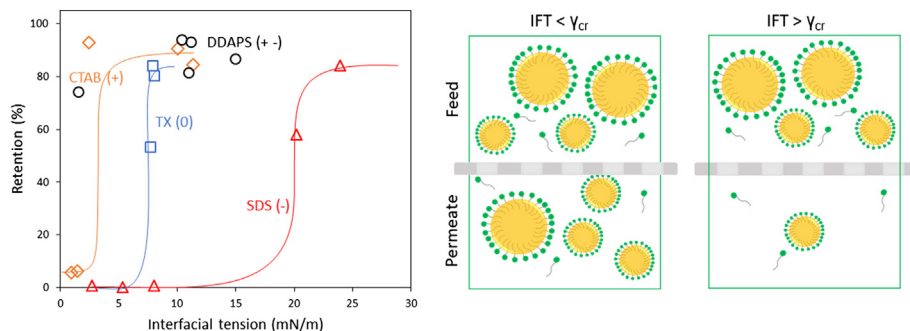 100
80
60
40
20
0
Retention (%)
0
5
10
15
20
25
30
Interfacial tension (mN/m)
CTAB (+)
DDAPS (+ -)
TX (0)
SDS (-)
IFT < γcr
IFT > γcr
Feed
Permeate